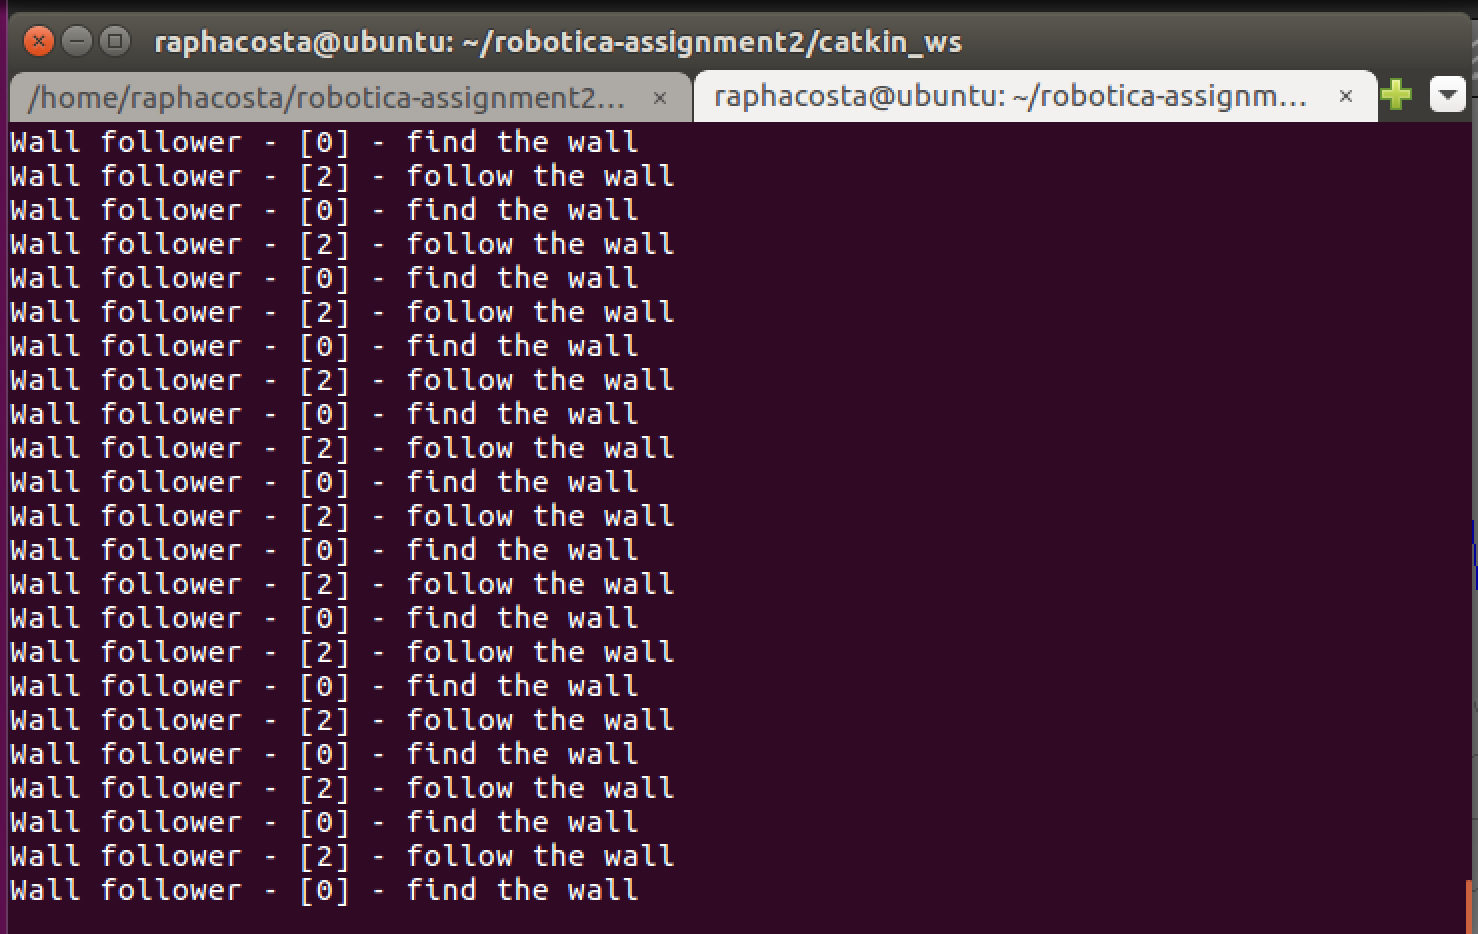 raphacosta@ubuntu: ~/robotica-assignment2/catkin_ws
/home/raphacosta/robotica-assignment2...
raphacosta@ubuntu: ~/robotica-assignm...
Wall follower - [0] - find the wall
Wall follower - [2] - follow the wall
Wall follower - [0] - find the wall
Wall follower - [2] - follow the wall
Wall follower - [0] - find the wall
Wall follower - [2] - follow the wall
Wall follower - [0] - find the wall
Wall follower - [2] - follow the wall
Wall follower - [0] - find the wall
Wall follower - [2] - follow the wall
Wall follower - [0] - find the wall
Wall follower - [2] - follow the wall
Wall follower - [0] - find the wall
Wall follower - [2] - follow the wall
Wall follower - [0] - find the wall
Wall follower - [2] - follow the wall
Wall follower - [0] - find the wall
Wall follower - [2] - follow the wall
Wall follower - [0] - find the wall
Wall follower - [2] - follow the wall
Wall follower - [0] - find the wall
Wall follower - [2] - follow the wall
Wall follower - [0] - find the wall